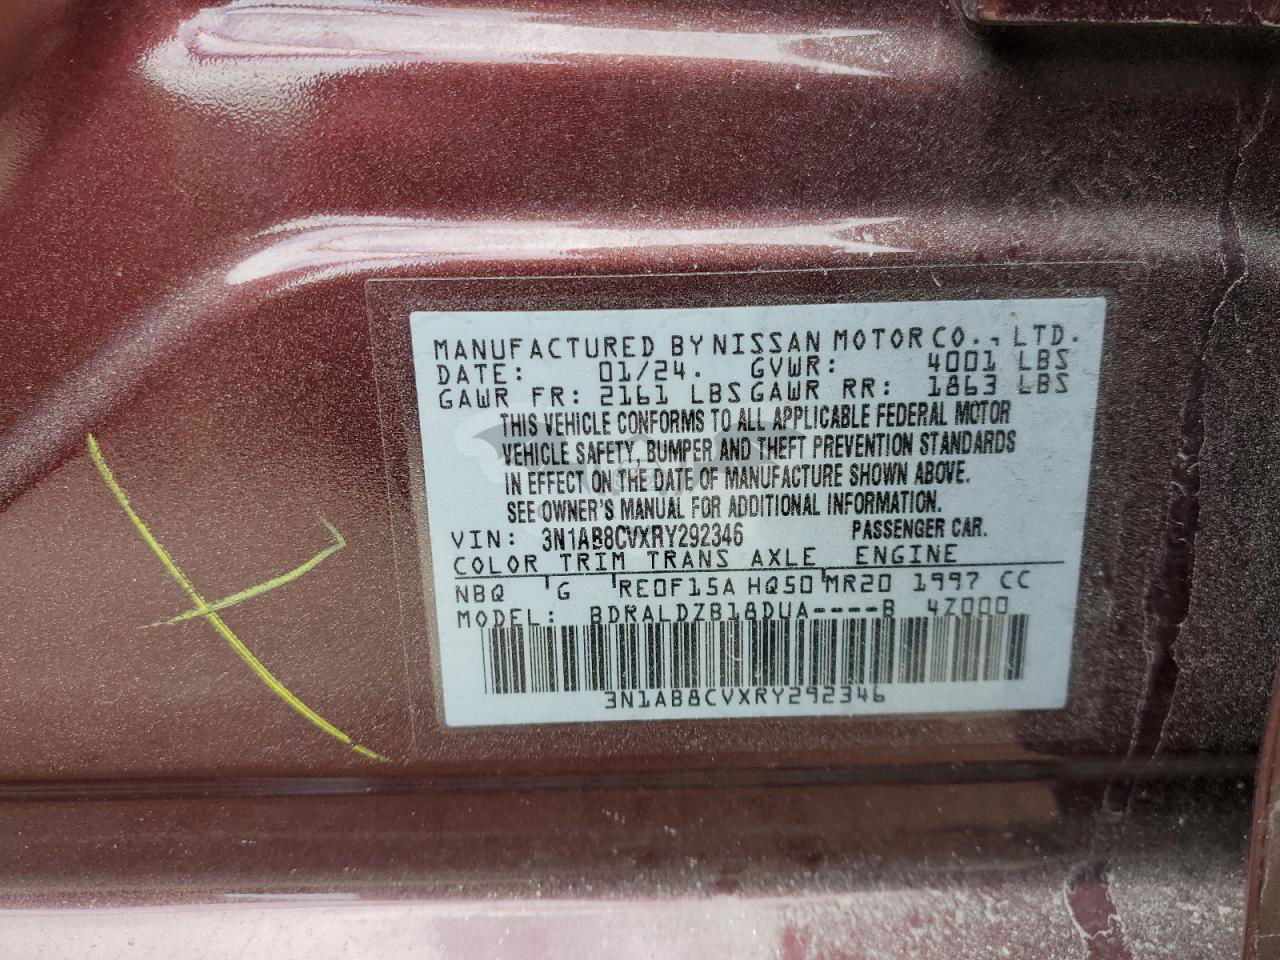 MANUFACTURED BY NISSAN MOTOR CO., LTD.
DATE: 01/24. GVWR: 4001 LBS
GAWR FR: 2161 LBS GAWR RR: 1863 LBS
THIS VEHICLE CONFORMS TO ALL APPLICABLE FEDERAL MOTOR
VEHICLE SAFETY, BUMPER AND THEFT PREVENTION STANDARDS
IN EFFECT ON THE DATE OF MANUFACTURE SHOWN ABOVE.
SEE OWNER'S MANUAL FOR ADDITIONAL INFORMATION.
VIN: 3N1AB8CVXRY292346 PASSENGER CAR.
COLOR TRIM TRANS AXLE ENGINE
NBQ G RE0F15A HQ50 MR20 1997 CC
MODEL: BDRALDZB18DUA----B 4Z000
3N1AB8CVXRY292346